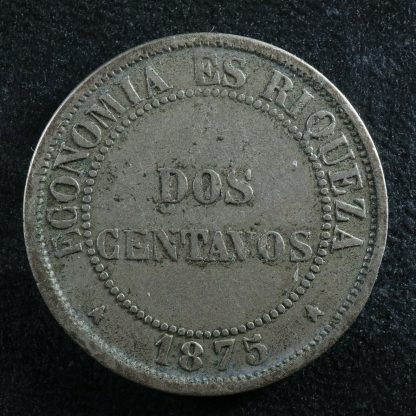 ECONOMIA ES RIQUEZA
DOS
CENTAVOS
1875